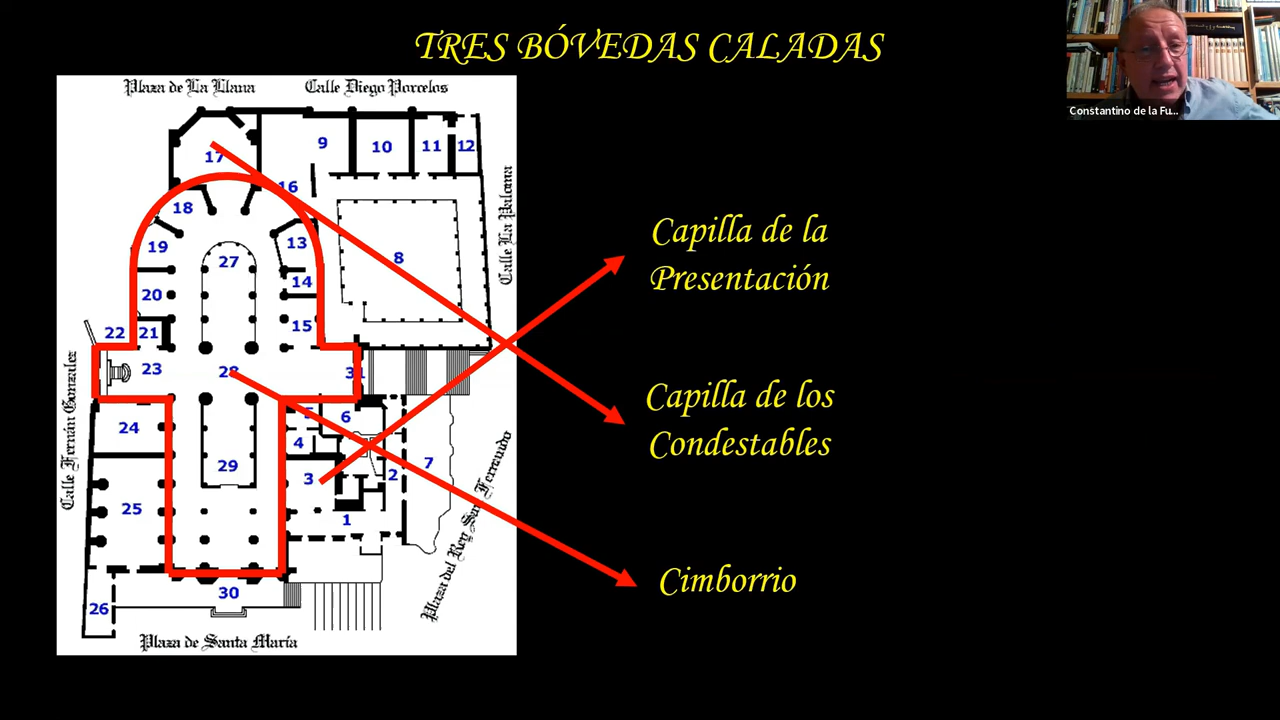 TRES BÓVEDAS CALADAS
Constantino de la Fu...
Plaza de La Llana
Calle Diego Porcelos
9
10
11
12
17
16
Calle La Paloma
18
13
19
27
8
14
20
15
22
21
23
28
31
Calle Fernán González
24
5
6
4
29
7
3
2
25
1
Plaza del Rey San Fernando
30
26
Plaza de Santa María
Capilla de la
Presentación
Capilla de los
Condestables
Cimborrio